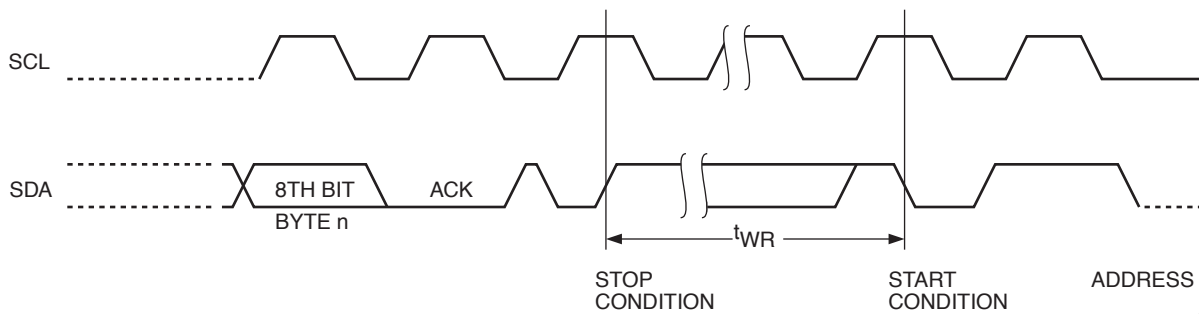 SCL
SDA
8TH BIT
ACK
BYTE n
tWR
STOP
CONDITION
START
CONDITION
ADDRESS